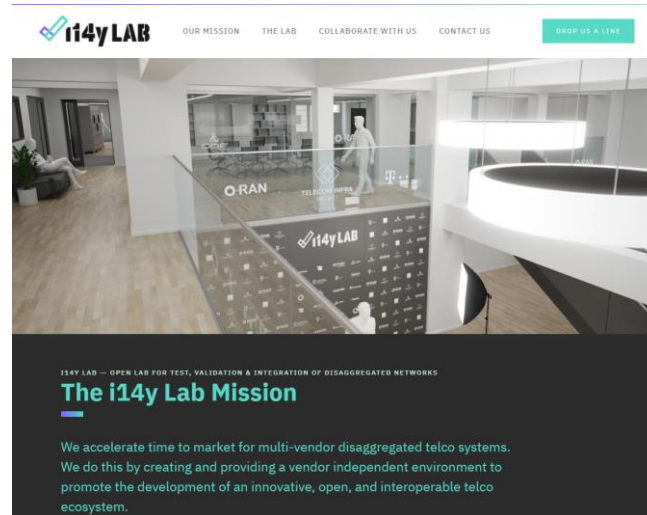 i14y LAB
OUR MISSION
THE LAB
COLLABORATE WITH US
CONTACT US
DROP US A LINE
O-RAN
O-RAN
TELECOM INFRA
T
i14y LAB
I14Y LAB — OPEN LAB FOR TEST, VALIDATION & INTEGRATION OF DISAGGREGATED NETWORKS
The i14y Lab Mission
We accelerate time to market for multi-vendor disaggregated telco systems.
We do this by creating and providing a vendor independent environment to
promote the development of an innovative, open, and interoperable telco
ecosystem.